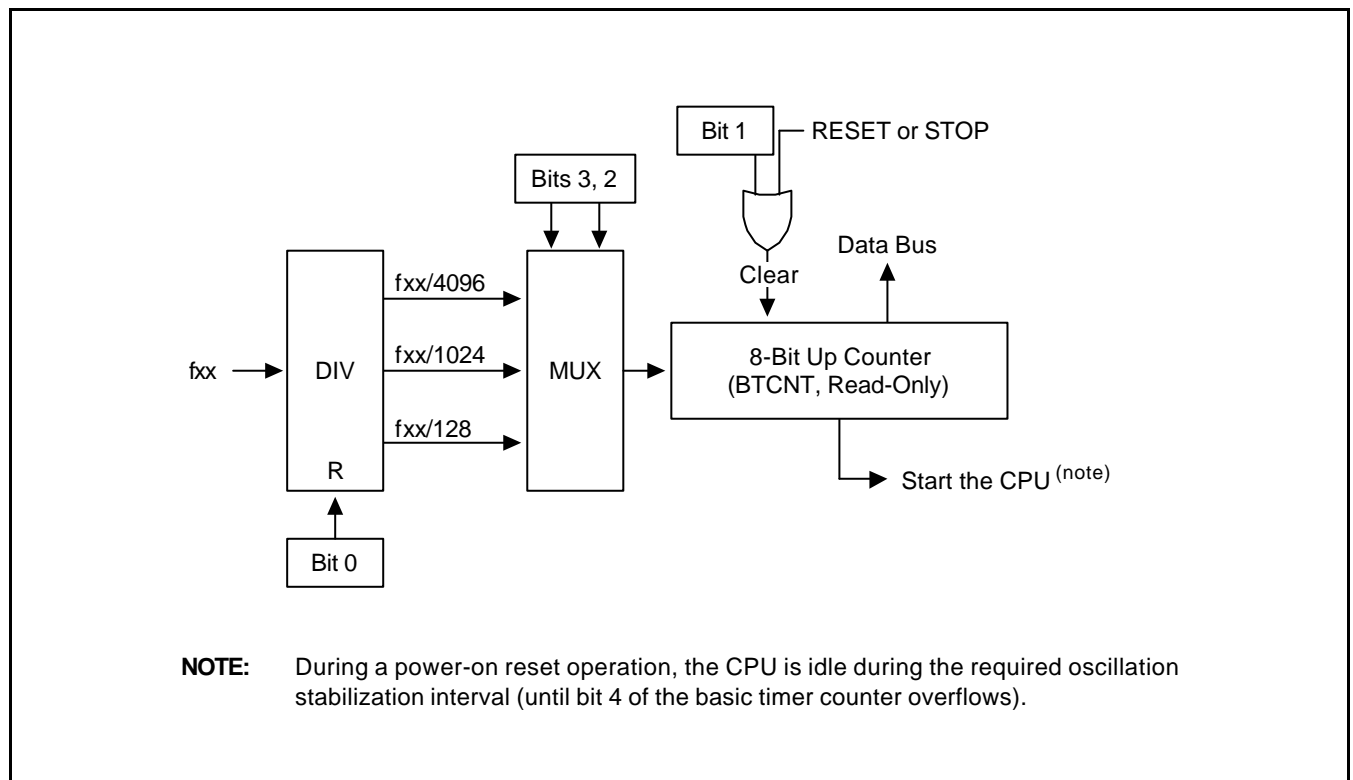 Bit 1
RESET or STOP
Bits 3, 2
Data Bus
Clear
fxx/4096
8-Bit Up Counter
(BTCNT, Read-Only)
fxx
DIV
fxx/1024
MUX
fxx/128
R
Start the CPU (note)
Bit 0
NOTE: During a power-on reset operation, the CPU is idle during the required oscillation
stabilization interval (until bit 4 of the basic timer counter overflows).